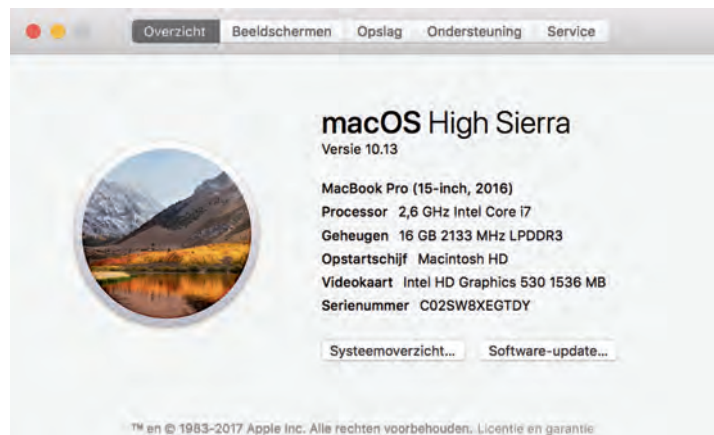 Overzicht Beeldschermen Opslag Ondersteuning Service
macOS High Sierra
Versie 10.13
MacBook Pro (15-inch, 2016)
Processor 2,6 GHz Intel Core i7
Geheugen 16 GB 2133 MHz LPDDR3
Opstartschijf Macintosh HD
Videokaart Intel HD Graphics 530 1536 MB
Serienummer C02SW8XEGTDY
Systeemoverzicht... Software-update...
™ en © 1983-2017 Apple Inc. Alle rechten voorbehouden. Licentie en garantie